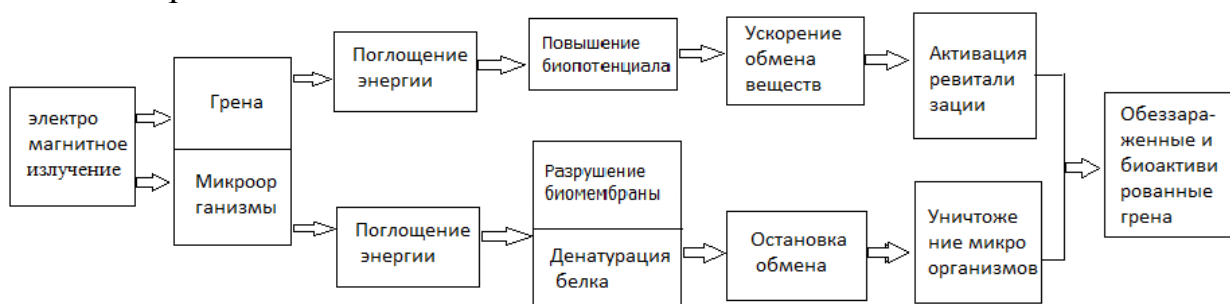 электро
магнитное
излучение
Грена
Микроор
ганизмы
Поглощение
энергии
Повышение
биопотенциала
Ускорение
обмена
веществ
Активация
ревитали
зации
Поглощение
энергии
Разрушение
биомембраны
Денатурация
белка
Остановка
обмена
Уничтоже
ние микро
организмов
Обеззара-
женные и
биоактиви
рованные
грена